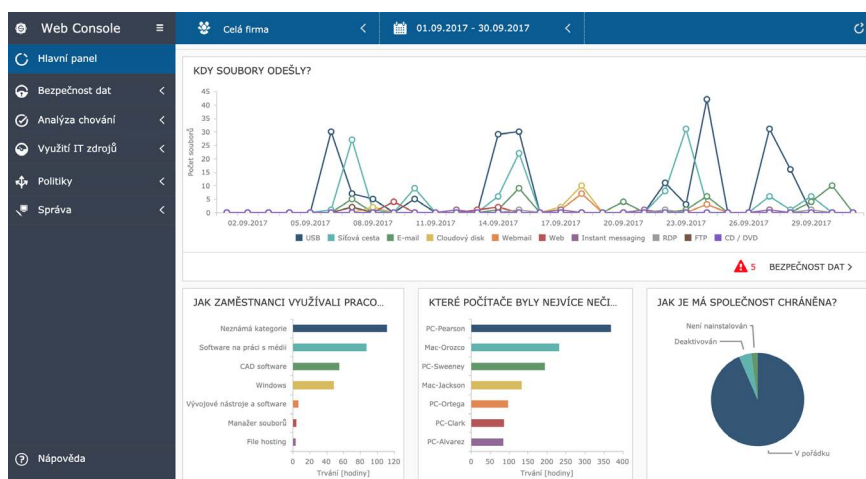 Web Console
Celá firma
01.09.2017 - 30.09.2017
Hlavní panel
Bezpečnost dat
Analýza chování
Využití IT zdrojů
Politiky
Správa
Nápověda
KDY SOUBORY ODEŠLY?
Počet souborů
45
40
35
30
25
20
15
10
5
0
02.09.2017 05.09.2017 08.09.2017 11.09.2017 14.09.2017 17.09.2017 20.09.2017 23.09.2017 26.09.2017 29.09.2017
USB Síťová cesta E-mail Cloudový disk Webmail Web Instant messaging RDP FTP CD / DVD
5 BEZPEČNOST DAT >
JAK ZAMĚSTNANCI VYUŽÍVALI PRACO...
Neznámá kategorie
Software na práci s médii
CAD software
Windows
Vývojové nástroje a software
Manažer souborů
File hosting
0 20 40 60 80 100 120
Trvání [hodiny]
KTERÉ POČÍTAČE BYLY NEJVÍCE NEČI...
PC-Pearson
Mac-Orozco
PC-Sweeney
Mac-Jackson
PC-Ortega
PC-Clark
PC-Alvarez
0 50 100 150 200 250 300 350 400
Trvání [hodiny]
JAK JE MÁ SPOLEČNOST CHRÁNĚNA?
Není nainstalován
Deaktivován
V pořádku